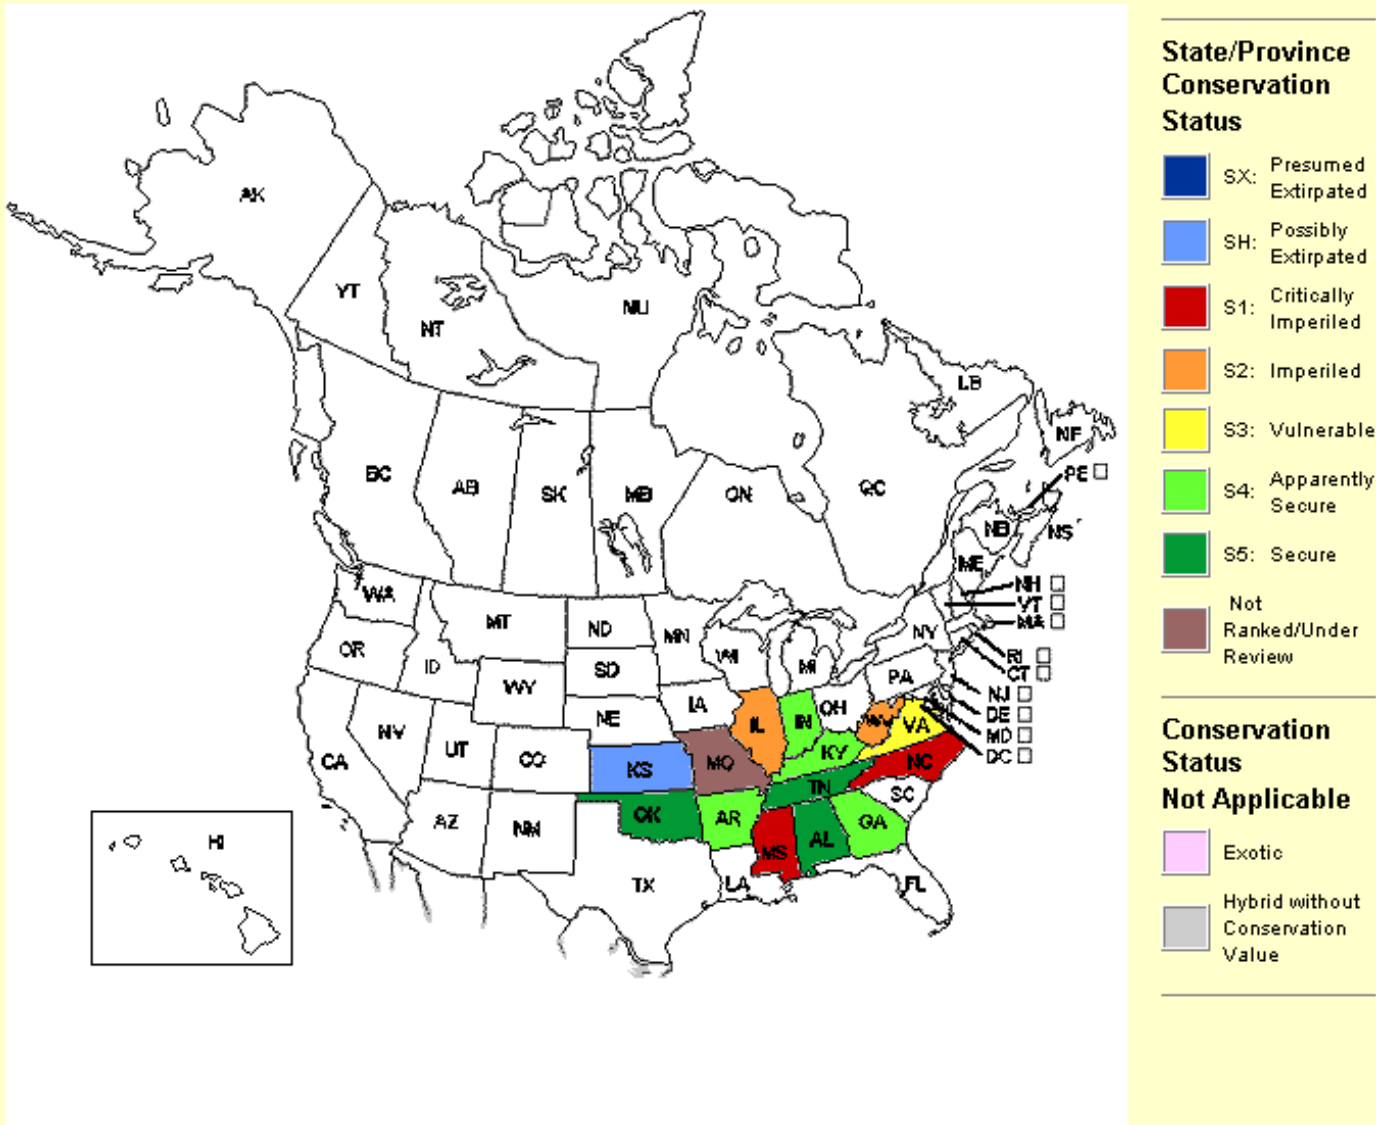 AK
YT
NT
NU
BC
AB
SK
MB
ON
QC
LB
NF
PE
NB
NS
ME
NH
VT
MA
RI
CT
NJ
DE
MD
DC
WA
OR
ID
MT
ND
SD
MN
WI
MI
NY
PA
WY
NE
IA
IL
IN
OH
WV
VA
KY
CA
NV
UT
CO
KS
MO
TN
NC
SC
AZ
NM
OK
AR
MS
AL
GA
TX
LA
FL
HI
State/Province
Conservation
Status
SX: Presumed
Extirpated
SH: Possibly
Extirpated
S1: Critically
Imperiled
S2: Imperiled
S3: Vulnerable
S4: Apparently
Secure
S5: Secure
Not
Ranked/Under
Review
Conservation
Status
Not Applicable
Exotic
Hybrid without
Conservation
Value